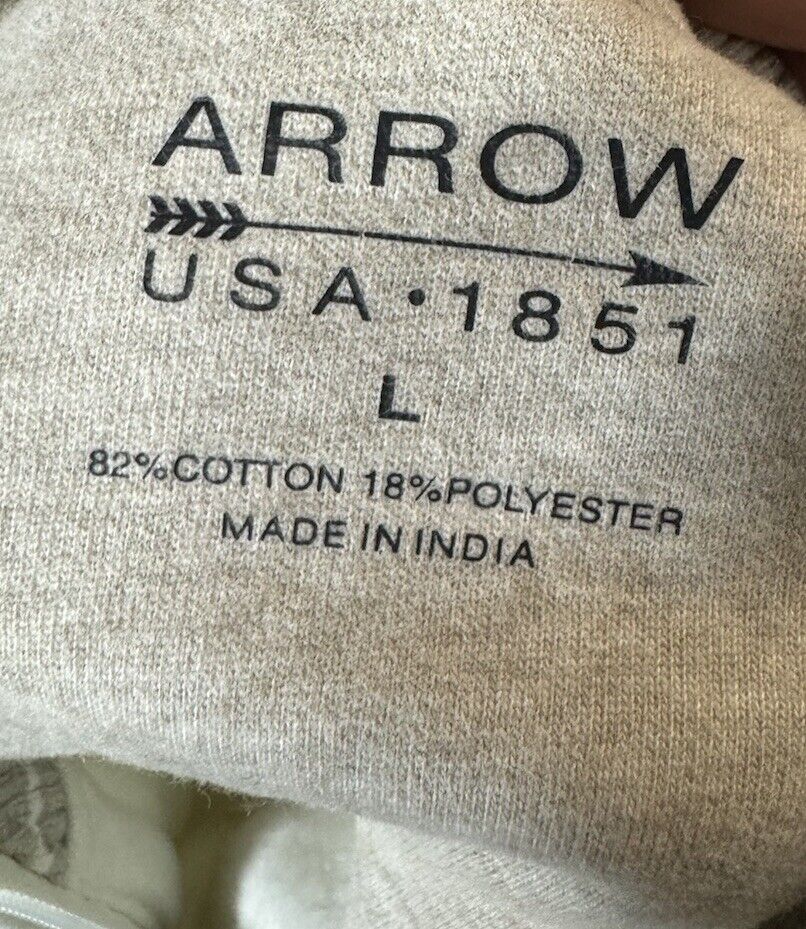 ARROW
USA·1851
L
82%COTTON 18%POLYESTER
MADE IN INDIA